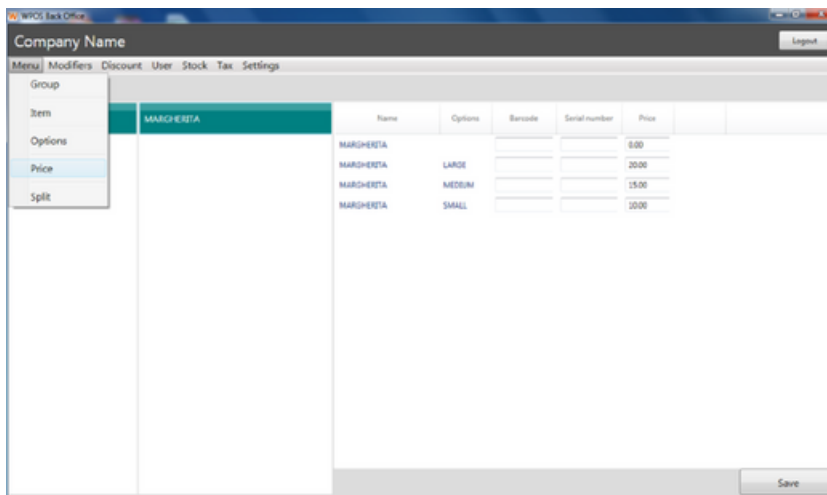 WPOS Back Office
Company Name
Logout
Menu Modifiers Discount User Stock Tax Settings
Group
Item
Options
Price
Split
MARGHERITA
Name Options Barcode Serial number Price
MARGHERITA 0.00
MARGHERITA LARGE 20.00
MARGHERITA MEDIUM 15.00
MARGHERITA SMALL 10.00
Save